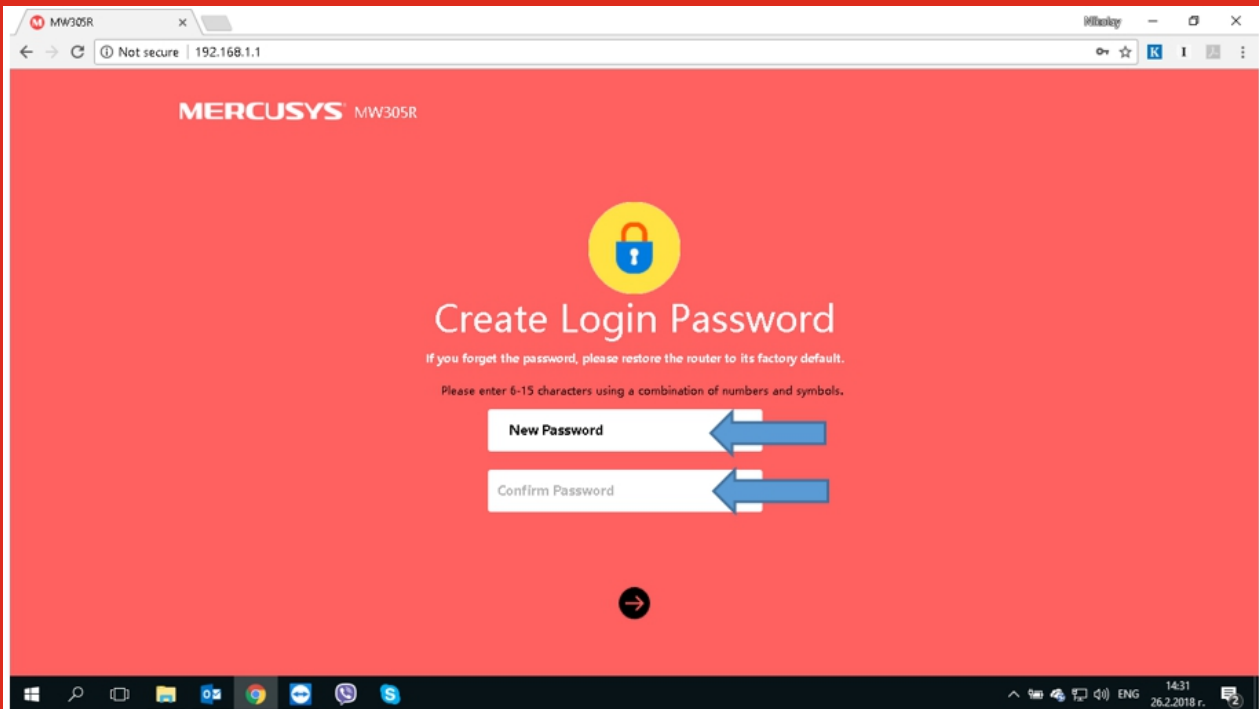 MW305R
Nikolay
Not secure | 192.168.1.1
K I
MERCUSYS MW305R
Create Login Password
If you forget the password, please restore the router to its factory default.
Please enter 6-15 characters using a combination of numbers and symbols.
New Password
Confirm Password
ENG
14:31
26.2.2018 г.
2